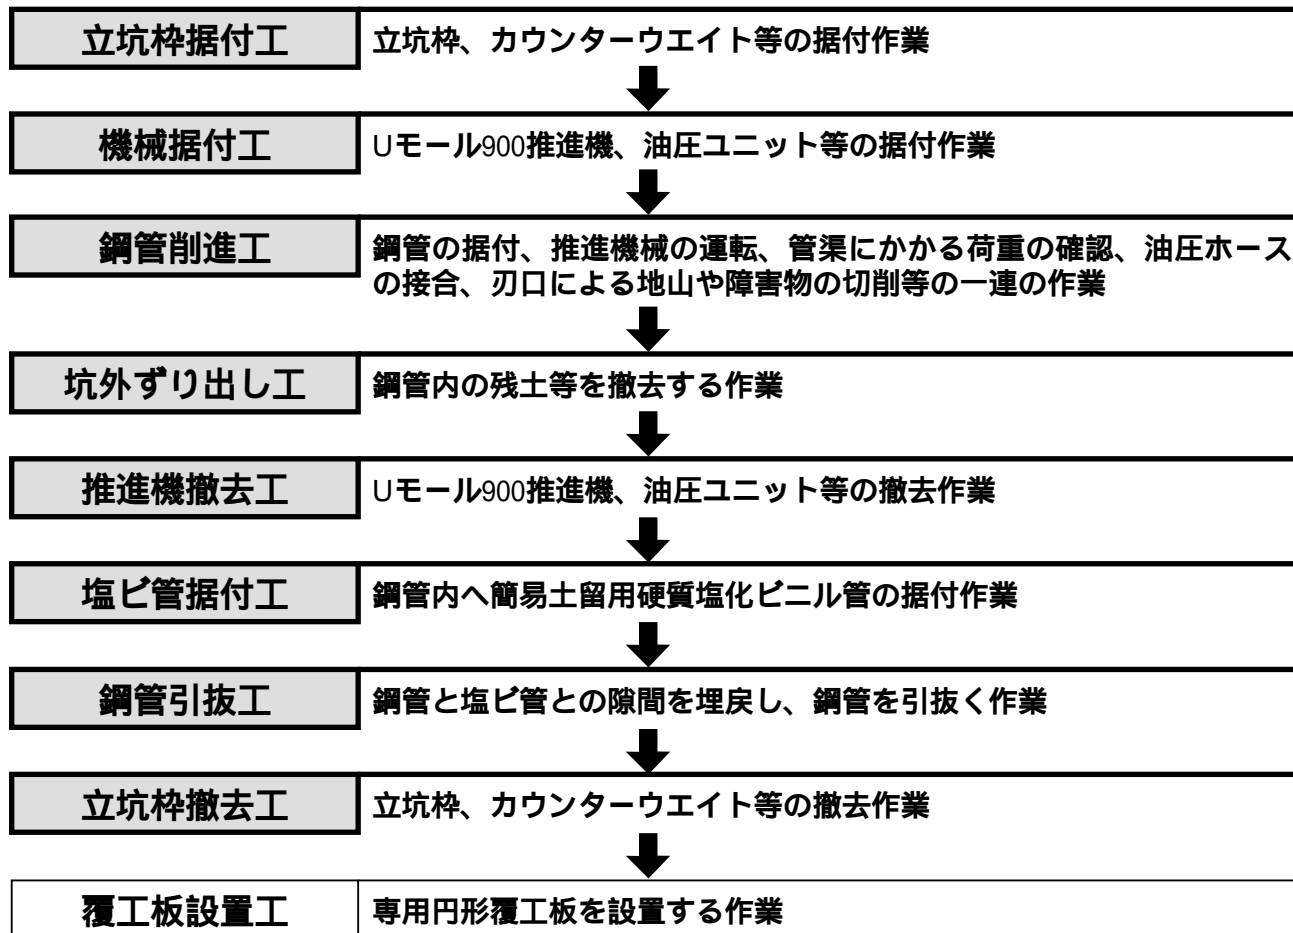 立坑枠据付工
立坑枠、カウンターウエイト等の据付作業
機械据付工
Uモール900推進機、油圧ユニット等の据付作業
鋼管削進工
鋼管の据付、推進機械の運転、管渠にかかる荷重の確認、油圧ホース
の接合、刃口による地山や障害物の切削等の一連の作業
坑外ずり出し工
鋼管内の残土等を撤去する作業
推進機撤去工
Uモール900推進機、油圧ユニット等の撤去作業
塩ビ管据付工
鋼管内へ簡易土留用硬質塩化ビニル管の据付作業
鋼管引抜工
鋼管と塩ビ管との隙間を埋戻し、鋼管を引抜く作業
立坑枠撤去工
立坑枠、カウンターウエイト等の撤去作業
覆工板設置工
専用円形覆工板を設置する作業